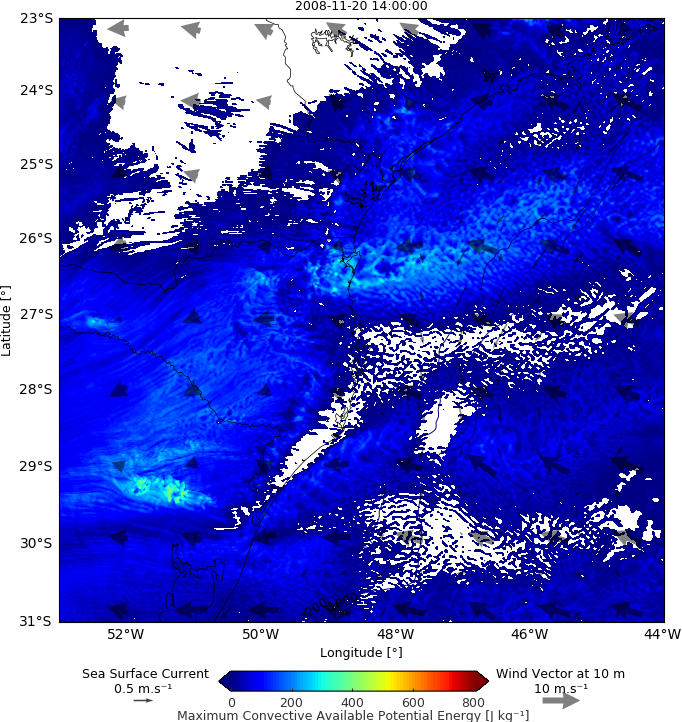 2008-11-20 14:00:00
23°S
24°S
25°S
26°S
27°S
28°S
29°S
30°S
31°S
Latitude [°]
52°W 50°W 48°W 46°W 44°W
Longitude [°]
Sea Surface Current
0.5 m.s⁻¹
Wind Vector at 10 m
10 m.s⁻¹
0 200 400 600 800
Maximum Convective Available Potential Energy [J kg⁻¹]